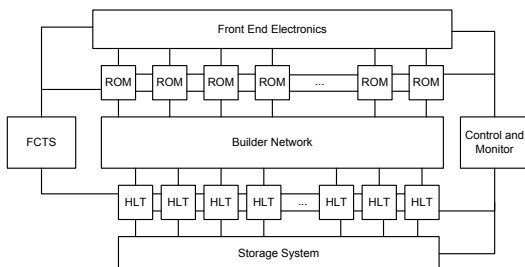 Front End Electronics
ROM ROM ROM ROM ... ROM ROM
FCTS
Builder Network
Control and
Monitor
HLT HLT HLT HLT ... HLT HLT HLT
Storage System